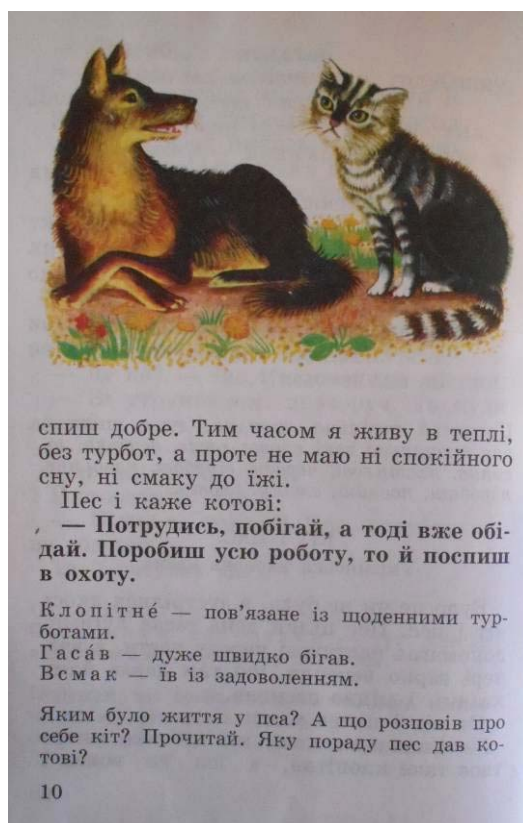 спиш добре. Тим часом я живу в теплі,
без турбот, а проте не маю ні спокійного
сну, ні смаку до їжі.
Пес і каже котові:
— Потрудись, побігай, а тоді вже обі-
дай. Поробиш усю роботу, то й поспиш
в охоту.
Клопітне́ — пов’язане із щоденними тур-
ботами.
Гаса́в — дуже швидко бігав.
Всмак — їв із задоволенням.
Яким було життя у пса? А що розповів про
себе кіт? Прочитай. Яку пораду пес дав ко-
тові?
10